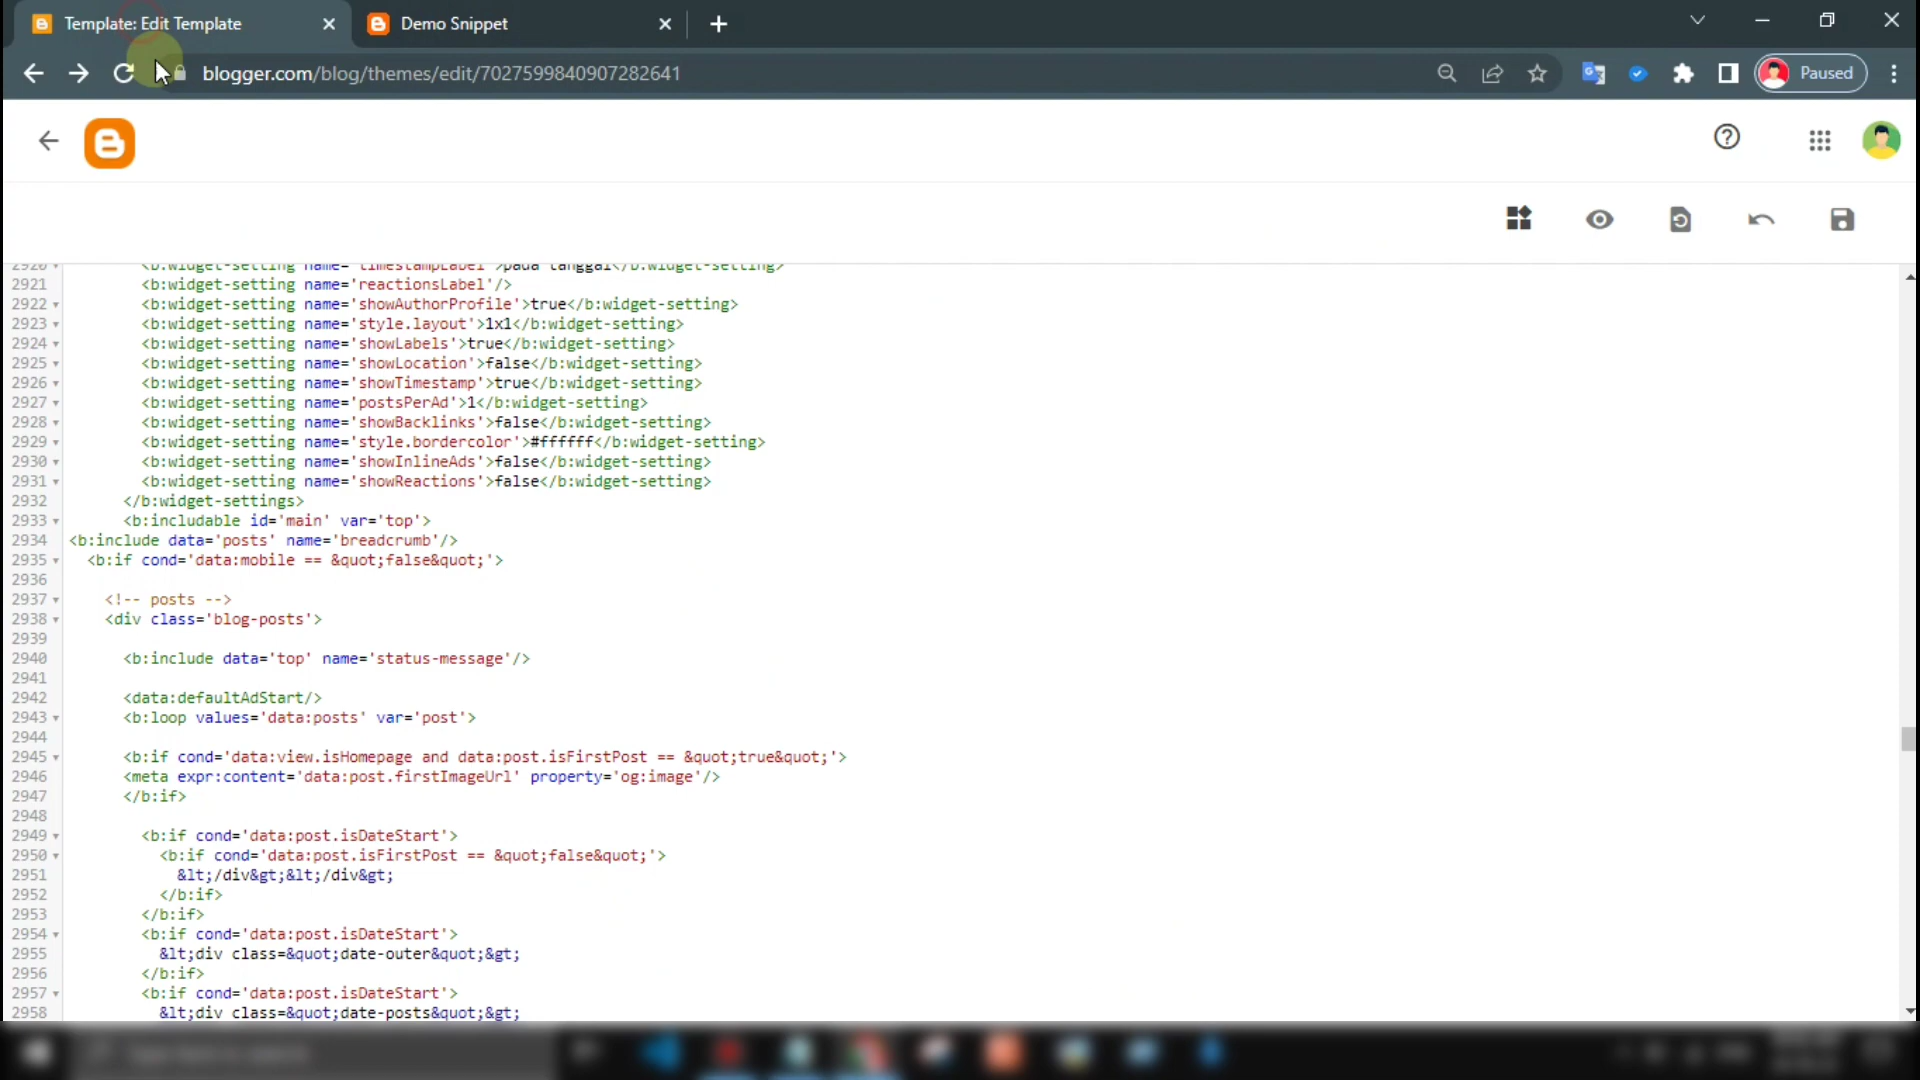 Template: Edit Template
Demo Snippet
blogger.com/blog/themes/edit/7027599840907282641
Paused
2920 <b:widget-setting name='timestampLabel'>pada tanggal</b:widget-setting>
2921 <b:widget-setting name='reactionsLabel'/>
2922 <b:widget-setting name='showAuthorProfile'>true</b:widget-setting>
2923 <b:widget-setting name='style.layout'>1x1</b:widget-setting>
2924 <b:widget-setting name='showLabels'>true</b:widget-setting>
2925 <b:widget-setting name='showLocation'>false</b:widget-setting>
2926 <b:widget-setting name='showTimestamp'>true</b:widget-setting>
2927 <b:widget-setting name='postsPerAd'>1</b:widget-setting>
2928 <b:widget-setting name='showBacklinks'>false</b:widget-setting>
2929 <b:widget-setting name='style.bordercolor'>#ffffff</b:widget-setting>
2930 <b:widget-setting name='showInlineAds'>false</b:widget-setting>
2931 <b:widget-setting name='showReactions'>false</b:widget-setting>
2932 </b:widget-settings>
2933 <b:includable id='main' var='top'>
2934 <b:include data='posts' name='breadcrumb'/>
2935 <b:if cond='data:mobile == &quot;false&quot;'>
2936
2937 <!-- posts -->
2938 <div class='blog-posts'>
2939
2940 <b:include data='top' name='status-message'/>
2941
2942 <data:defaultAdStart/>
2943 <b:loop values='data:posts' var='post'>
2944
2945 <b:if cond='data:view.isHomepage and data:post.isFirstPost == &quot;true&quot;'>
2946 <meta expr:content='data:post.firstImageUrl' property='og:image'/>
2947 </b:if>
2948
2949 <b:if cond='data:post.isDateStart'>
2950 <b:if cond='data:post.isFirstPost == &quot;false&quot;'>
2951 &lt;/div&gt;&lt;/div&gt;
2952 </b:if>
2953 </b:if>
2954 <b:if cond='data:post.isDateStart'>
2955 &lt;div class=&quot;date-outer&quot;&gt;
2956 </b:if>
2957 <b:if cond='data:post.isDateStart'>
2958 &lt;div class=&quot;date-posts&quot;&gt;